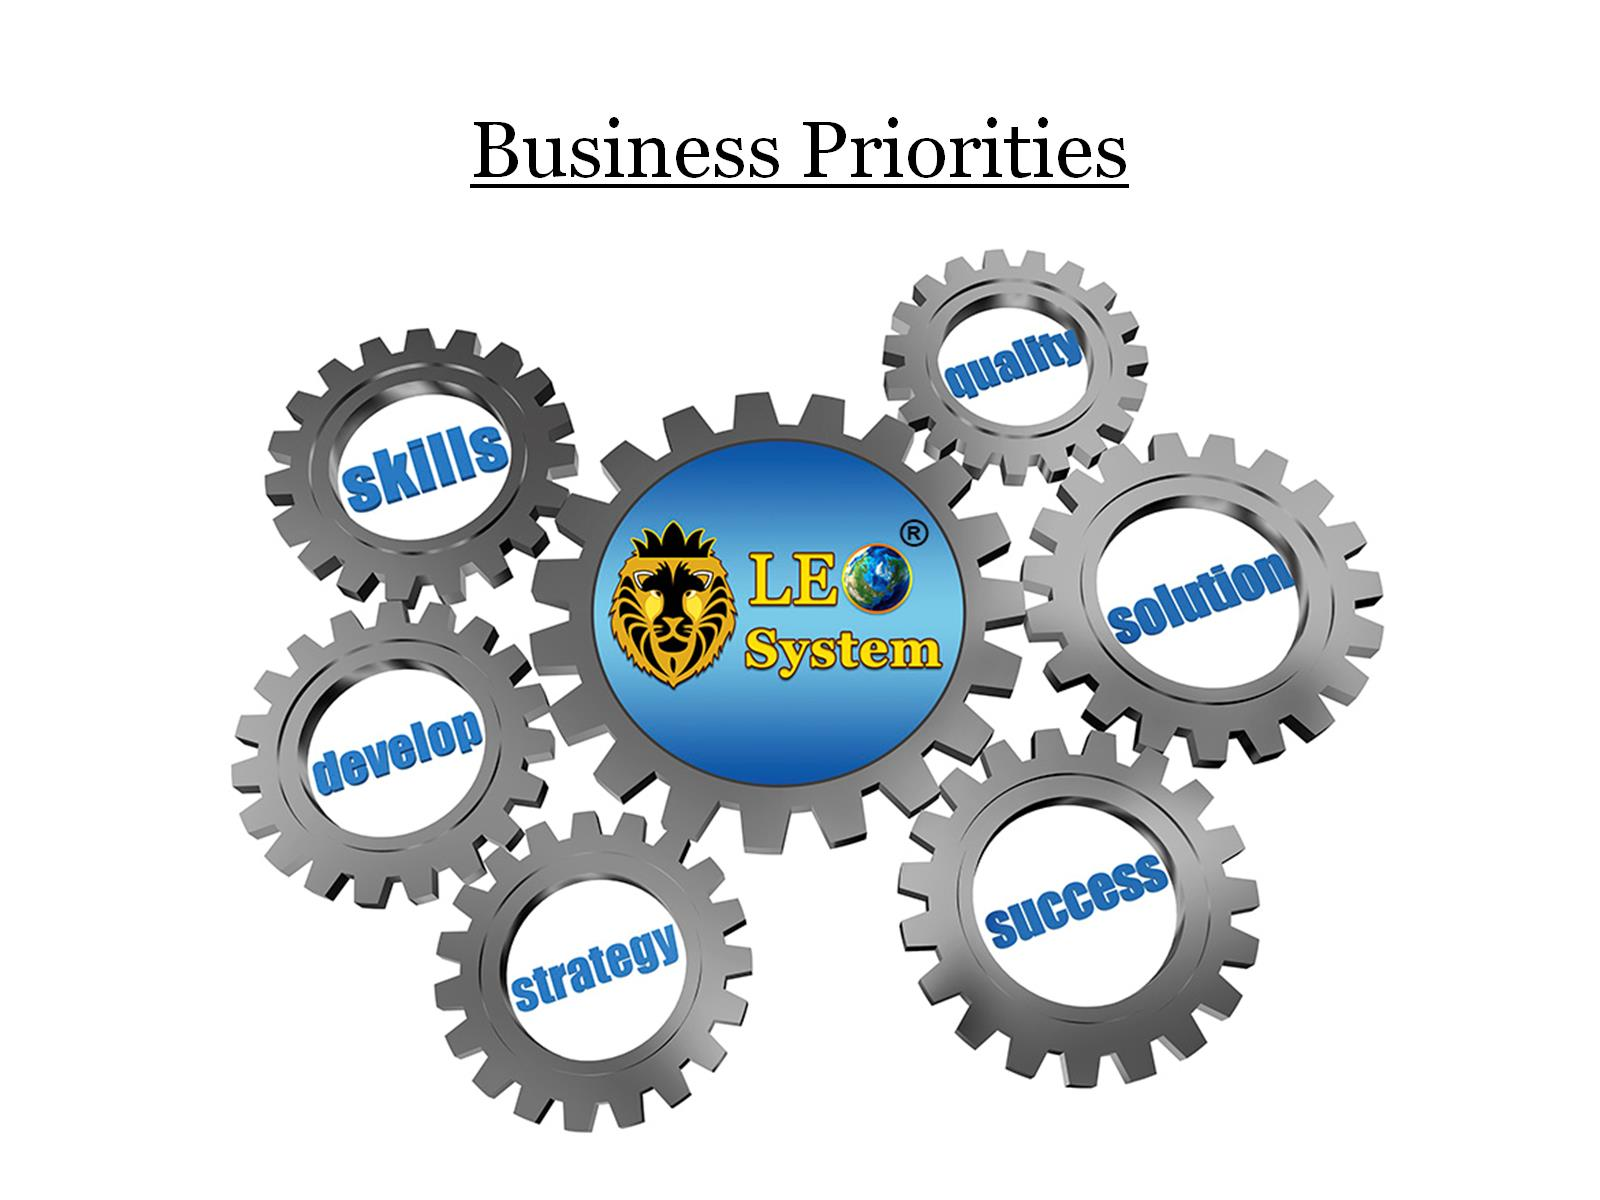 Business Priorities
quality
skills
LEO ®
System
solution
develop
success
strategy